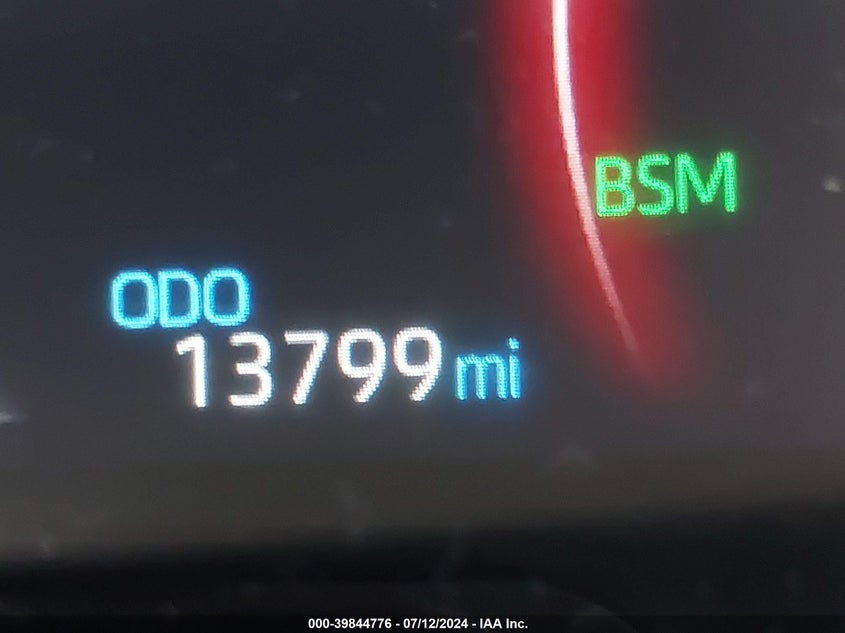 BSM
ODO
13799 mi
000-39844776 - 07/12/2024 - IAA Inc.